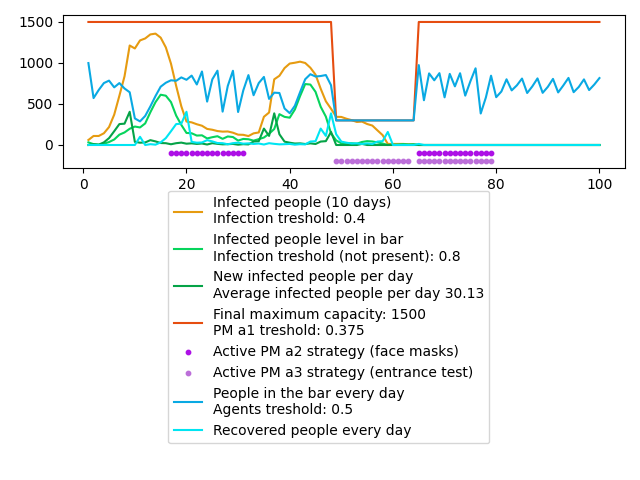 1500
1000
500
0
0
20
40
60
80
100
Infected people (10 days)
Infection treshold: 0.4
Infected people level in bar
Infection treshold (not present): 0.8
New infected people per day
Average infected people per day 30.13
Final maximum capacity: 1500
PM a1 treshold: 0.375
Active PM a2 strategy (face masks)
Active PM a3 strategy (entrance test)
People in the bar every day
Agents treshold: 0.5
Recovered people every day